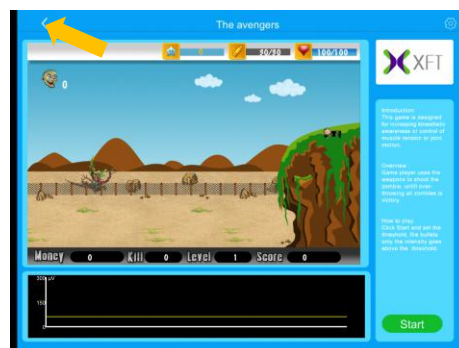 The avengers
0
30/30
100/100
0
XFT
Introduction:
This game is designed
for increasing kinesthetic
awareness or control of
muscle tension or joint
motion.
Overview :
Game player uses the
weapons to shoot the
zombie, until over-
throwing all zombies is
victory.
How to play:
Click Start and set the
threshold, the bullets
only the intensity goes
above the threshold.
Money 0 Kill 0 Level 1 Score 0
300 μV
150
0
Start